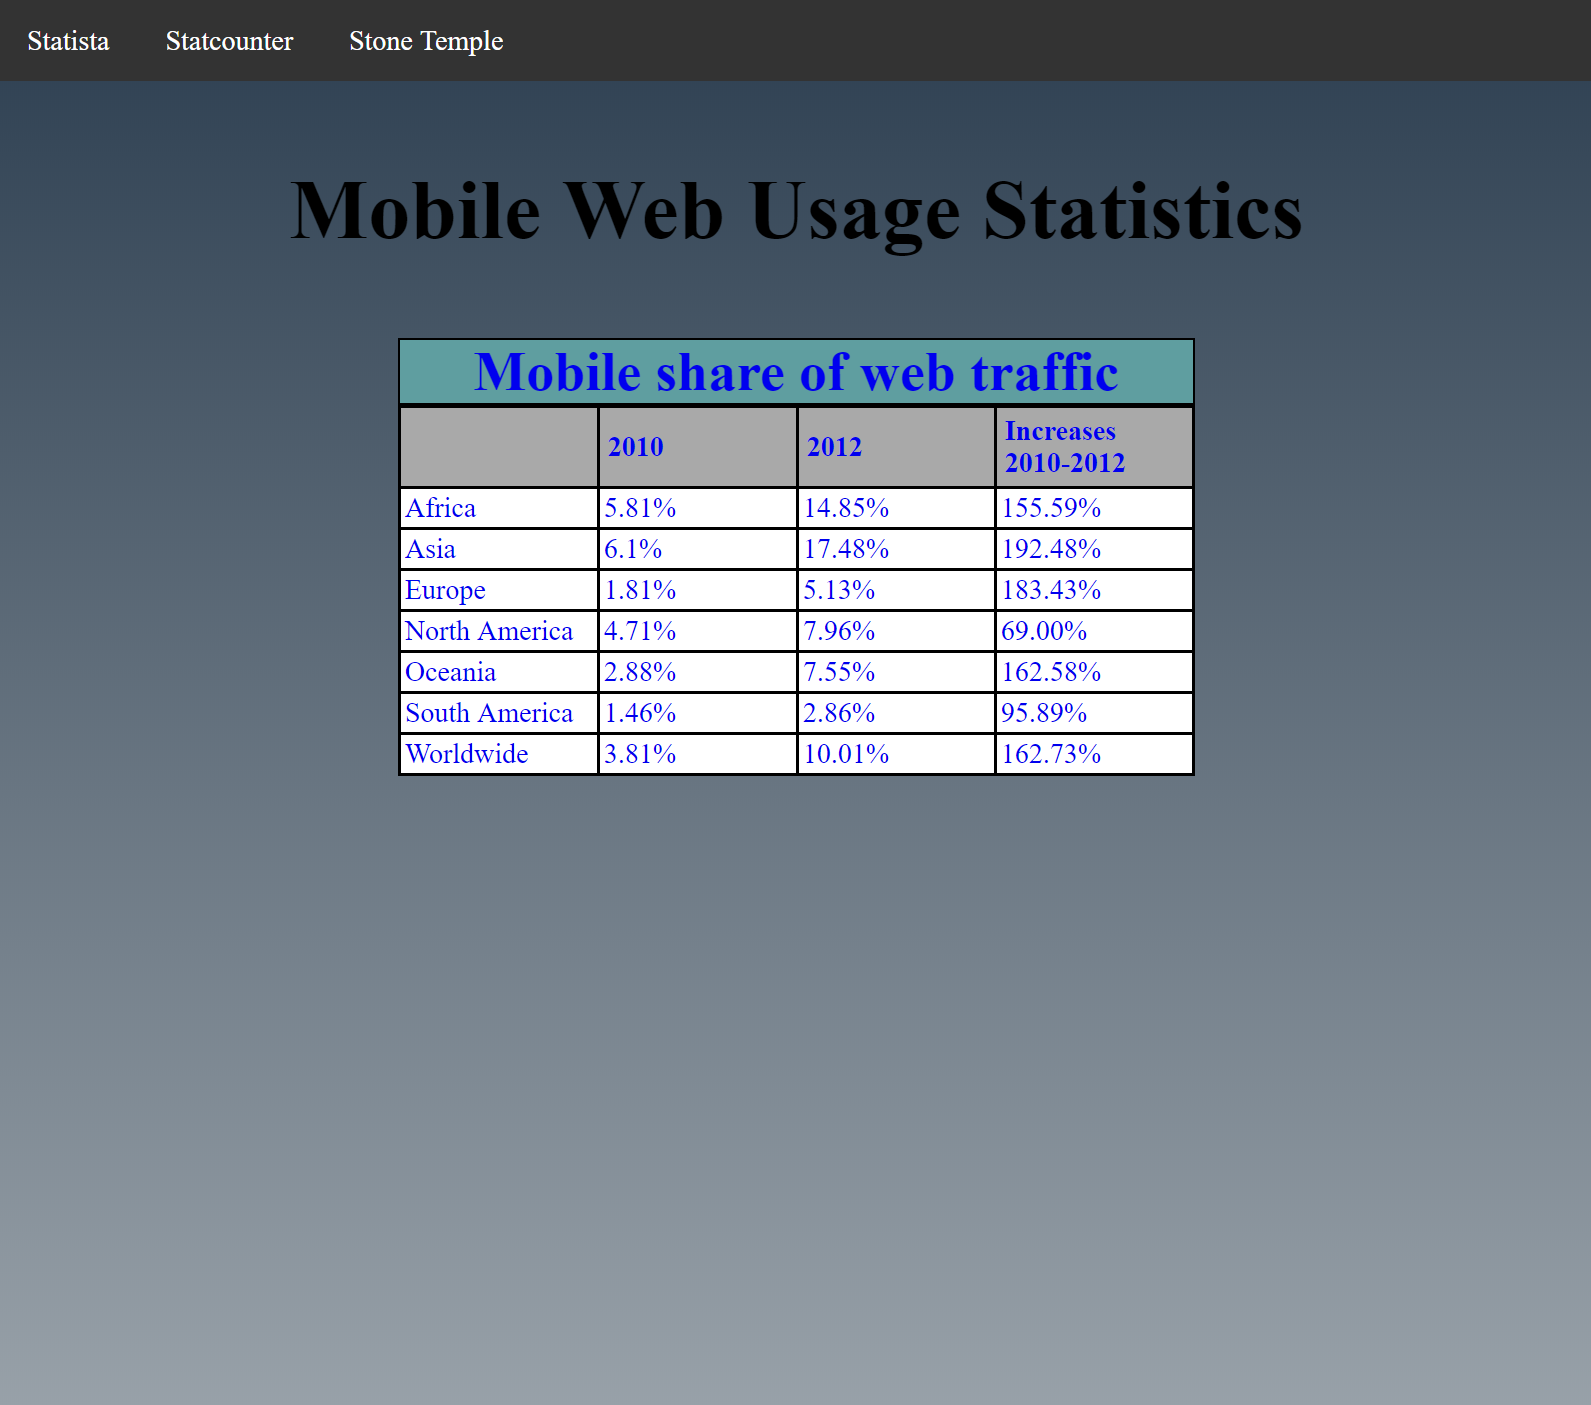 Statista Statcounter Stone Temple
Mobile Web Usage Statistics
Mobile share of web traffic
2010 2012 Increases
2010-2012
Africa 5.81% 14.85% 155.59%
Asia 6.1% 17.48% 192.48%
Europe 1.81% 5.13% 183.43%
North America 4.71% 7.96% 69.00%
Oceania 2.88% 7.55% 162.58%
South America 1.46% 2.86% 95.89%
Worldwide 3.81% 10.01% 162.73%